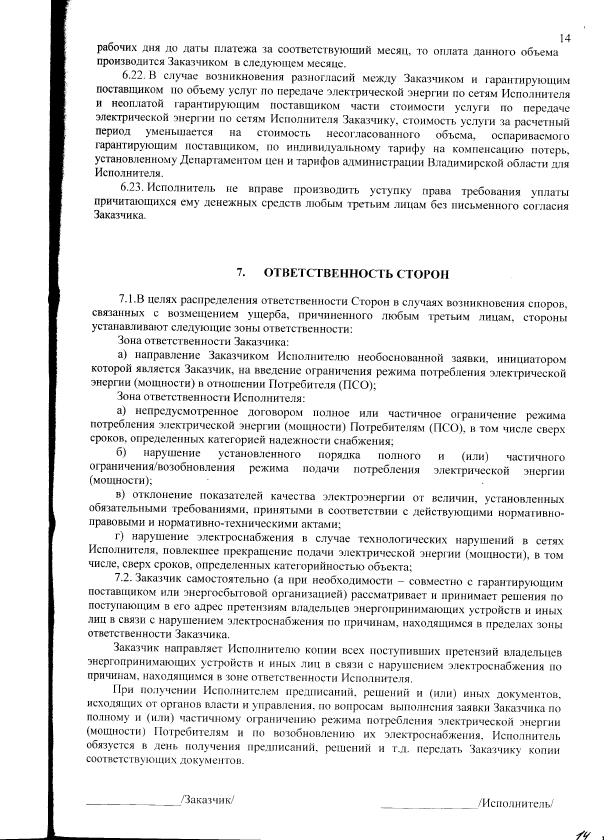 14
рабочих дня до даты платежа за соответствующий месяц, то оплата данного объема
производится Заказчиком в следующем месяце.
6.22. В случае возникновения разногласий между Заказчиком и гарантирующим
поставщиком по объему услуг по передаче электрической энергии по сетям Исполнителя
и неоплатой гарантирующим поставщиком части стоимости услуги по передаче
электрической энергии по сетям Исполнителя Заказчику, стоимость услуги за расчетный
период уменьшается на стоимость несогласованного объема, оспариваемого
гарантирующим поставщиком, по индивидуальному тарифу на компенсацию потерь,
установленному Департаментом цен и тарифов администрации Владимирской области для
Исполнителя.
6.23. Исполнитель не вправе производить уступку права требования уплаты
причитающихся ему денежных средств любым третьим лицам без письменного согласия
Заказчика.
7. ОТВЕТСТВЕННОСТЬ СТОРОН
7.1.В целях распределения ответственности Сторон в случаях возникновения споров,
связанных с возмещением ущерба, причиненного любым третьим лицам, стороны
устанавливают следующие зоны ответственности:
Зона ответственности Заказчика:
а) направление Заказчиком Исполнителю необоснованной заявки, инициатором
которой является Заказчик, на введение ограничения режима потребления электрической
энергии (мощности) в отношении Потребителя (ПСО);
Зона ответственности Исполнителя:
а) непредусмотренное договором полное или частичное ограничение режима
потребления электрической энергии (мощности) Потребителям (ПСО), в том числе сверх
сроков, определенных категорией надежности снабжения;
б) нарушение установленного порядка полного и (или) частичного
ограничения/возобновления режима подачи потребления электрической энергии
(мощности);
в) отклонение показателей качества электроэнергии от величин, установленных
обязательными требованиями, принятыми в соответствии с действующими нормативно-
правовыми и нормативно-техническими актами;
г) нарушение электроснабжения в случае технологических нарушений в сетях
Исполнителя, повлекшее прекращение подачи электрической энергии (мощности), в том
числе, сверх сроков, определенных категорийностью объекта;
7.2. Заказчик самостоятельно (а при необходимости – совместно с гарантирующим
поставщиком или энергосбытовой организацией) рассматривает и принимает решения по
поступающим в его адрес претензиям владельцев энергопринимающих устройств и иных
лиц в связи с нарушением электроснабжения по причинам, находящимся в пределах зоны
ответственности Заказчика.
Заказчик направляет Исполнителю копии всех поступивших претензий владельцев
энергопринимающих устройств и иных лиц в связи с нарушением электроснабжения по
причинам, находящимся в зоне ответственности Исполнителя.
При получении Исполнителем предписаний, решений и (или) иных документов,
исходящих от органов власти и управления, по вопросам выполнения заявки Заказчика по
полному и (или) частичному ограничению режима потребления электрической энергии
(мощности) Потребителям и по возобновлению их электроснабжения, Исполнитель
обязуется в день получения предписаний, решений и т.д. передать Заказчику копии
соответствующих документов.
________________/Заказчик/ ________________/Исполнитель/
14